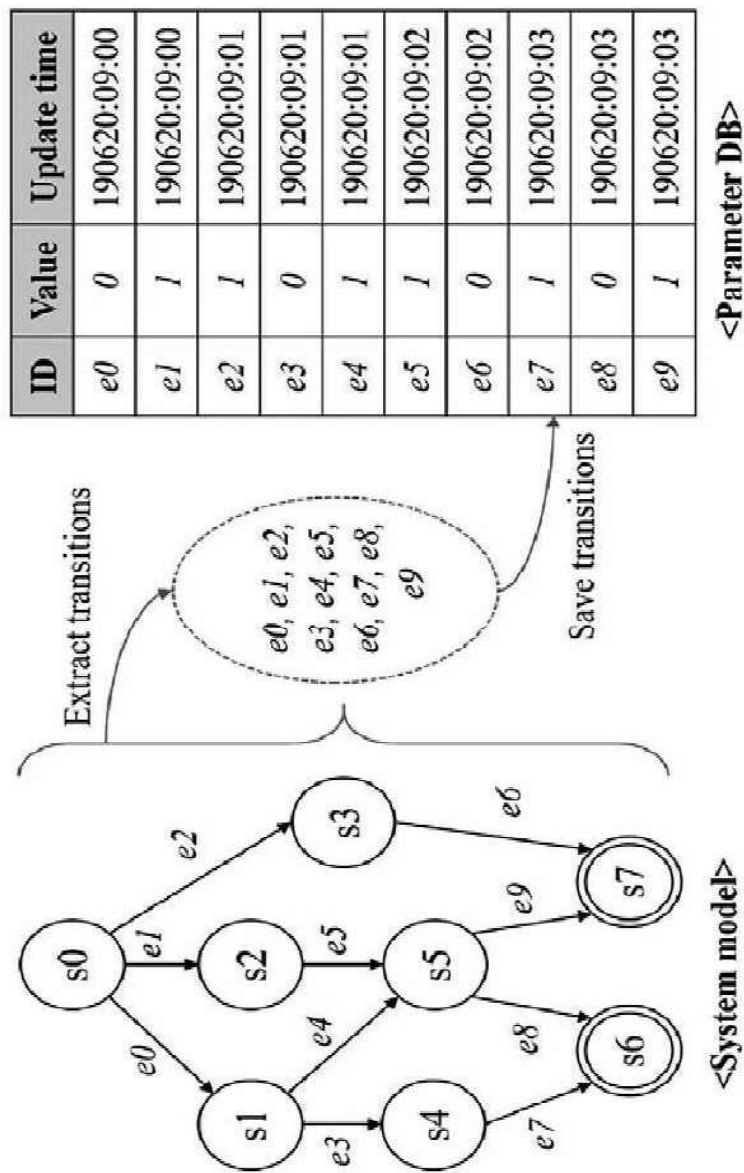 s0
e0
e1
e2
s1
s2
s3
e3
e4
e5
e6
s4
s5
e7
e8
e9
s6
s7
<System model>
Extract transitions
e0, e1, e2,
e3, e4, e5,
e6, e7, e8,
e9
Save transitions
ID Value Update time
e0 0 190620:09:00
e1 1 190620:09:00
e2 1 190620:09:01
e3 0 190620:09:01
e4 1 190620:09:01
e5 1 190620:09:02
e6 0 190620:09:02
e7 1 190620:09:03
e8 0 190620:09:03
e9 1 190620:09:03
<Parameter DB>